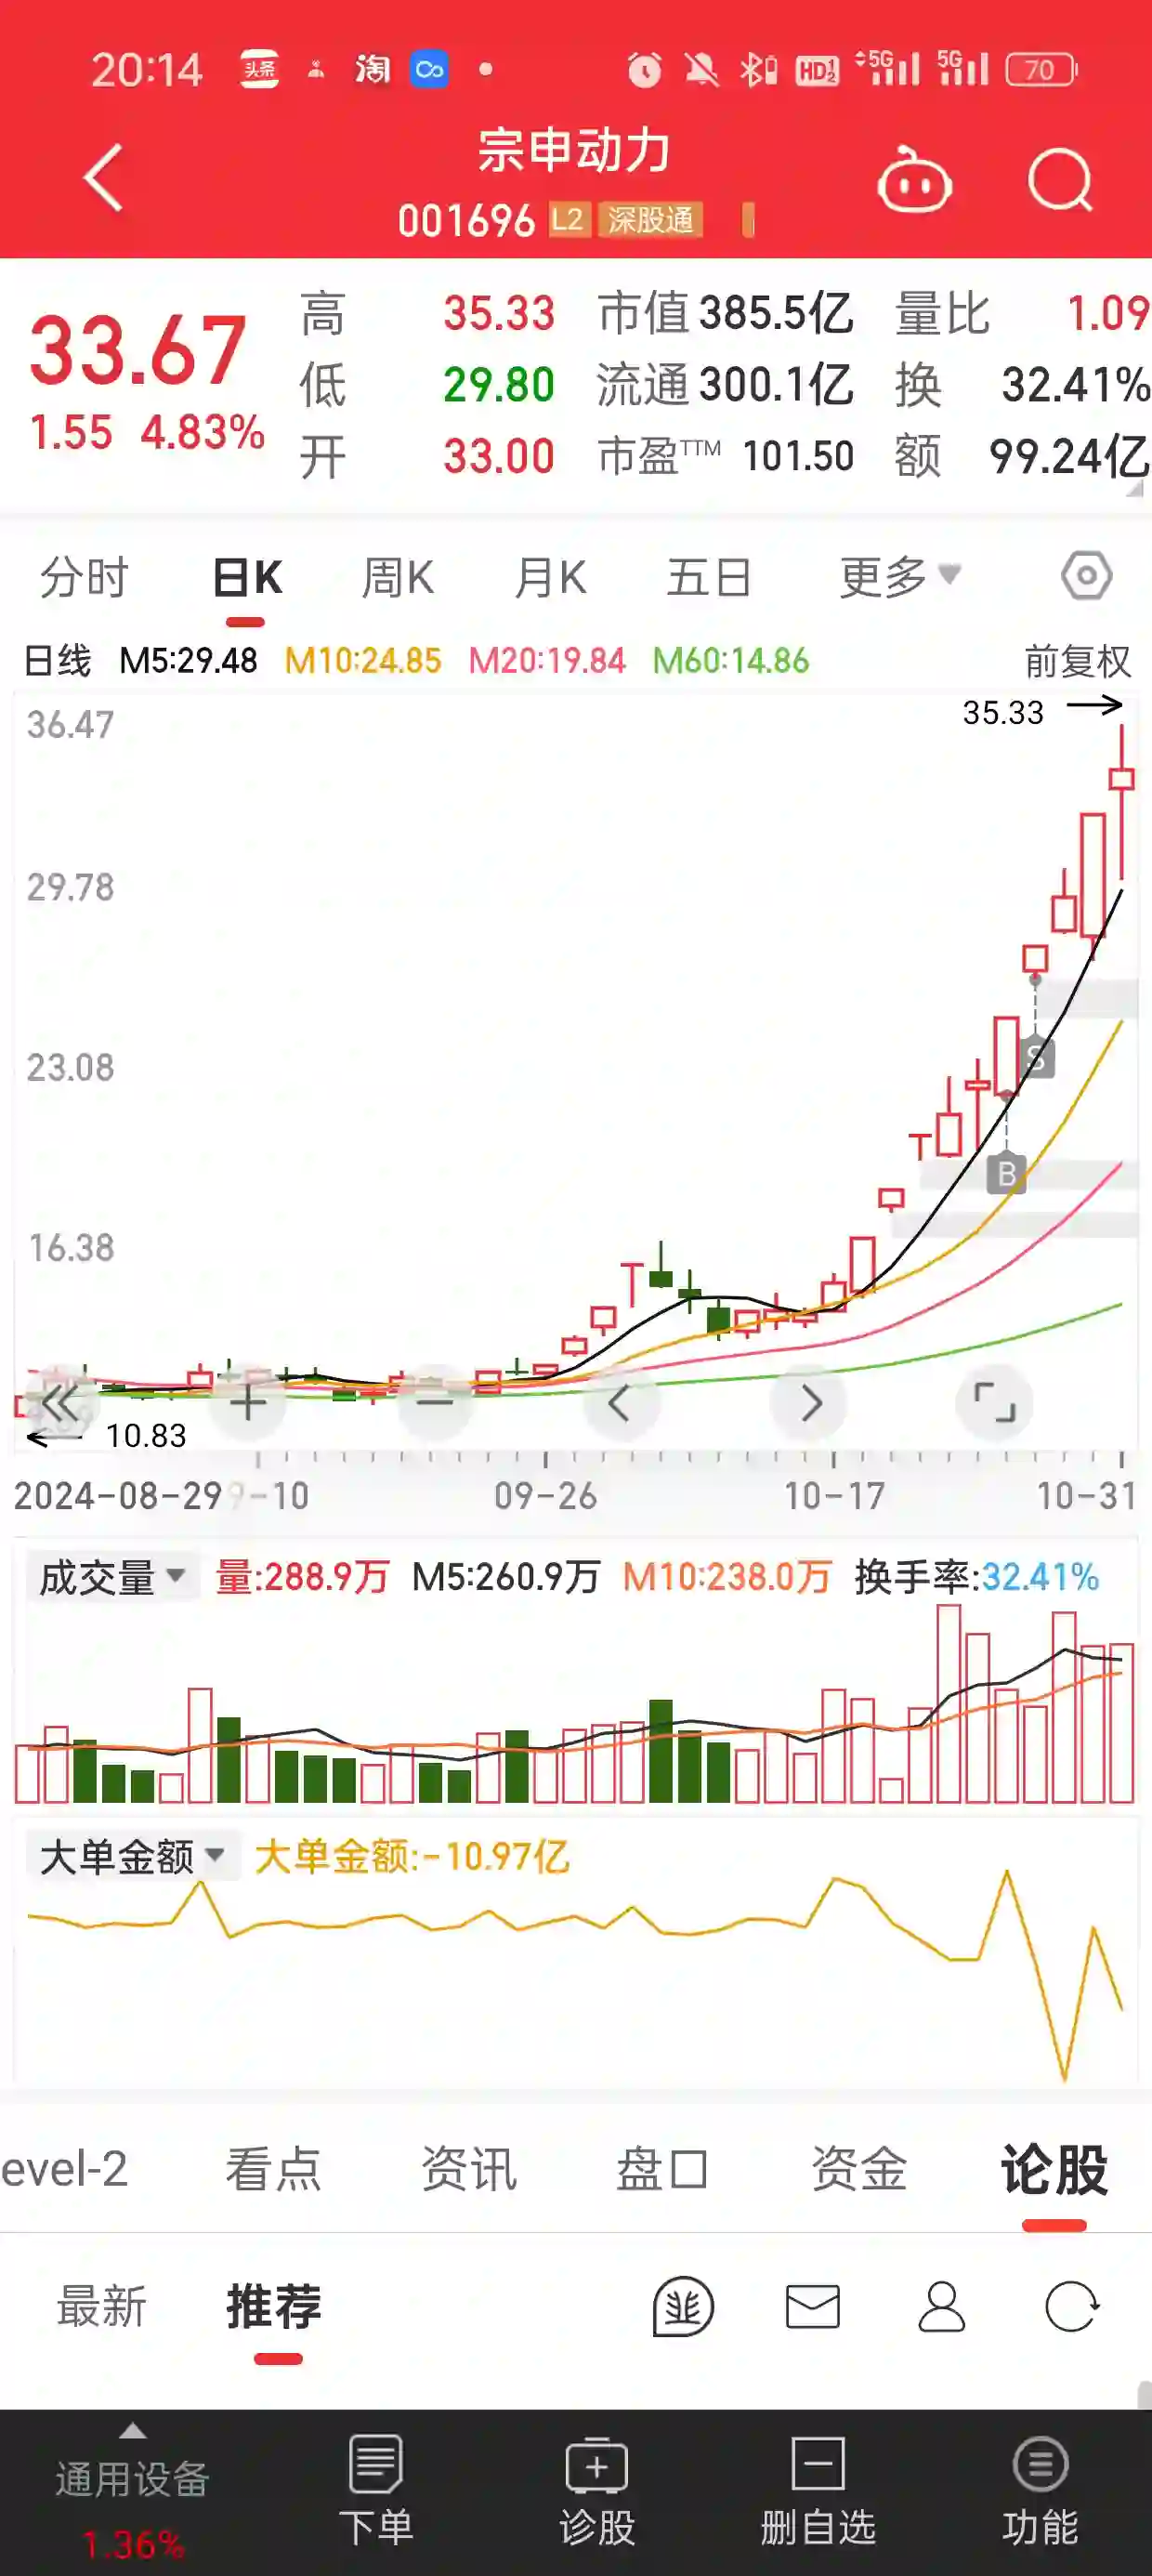 20:14 头条 淘 HD 1 2 5G 5G 70
宗申动力
001696 L2 深股通
33.67
1.55 4.83%
高 35.33 市值 385.5亿 量比 1.09
低 29.80 流通 300.1亿 换 32.41%
开 33.00 市盈TTM 101.50 额 99.24亿
分时 日K 周K 月K 五日 更多
日线 M5:29.48 M10:24.85 M20:19.84 M60:14.86 前复权
35.33
36.47
29.78
23.08
S
B
16.38
10.83
2024-08-29 9-10 09-26 10-17 10-31
成交量 量:288.9万 M5:260.9万 M10:238.0万 换手率:32.41%
大单金额 大单金额:-10.97亿
evel-2 看点 资讯 盘口 资金 论股
最新 推荐
通用设备
1.36%
下单 诊股 删自选 功能